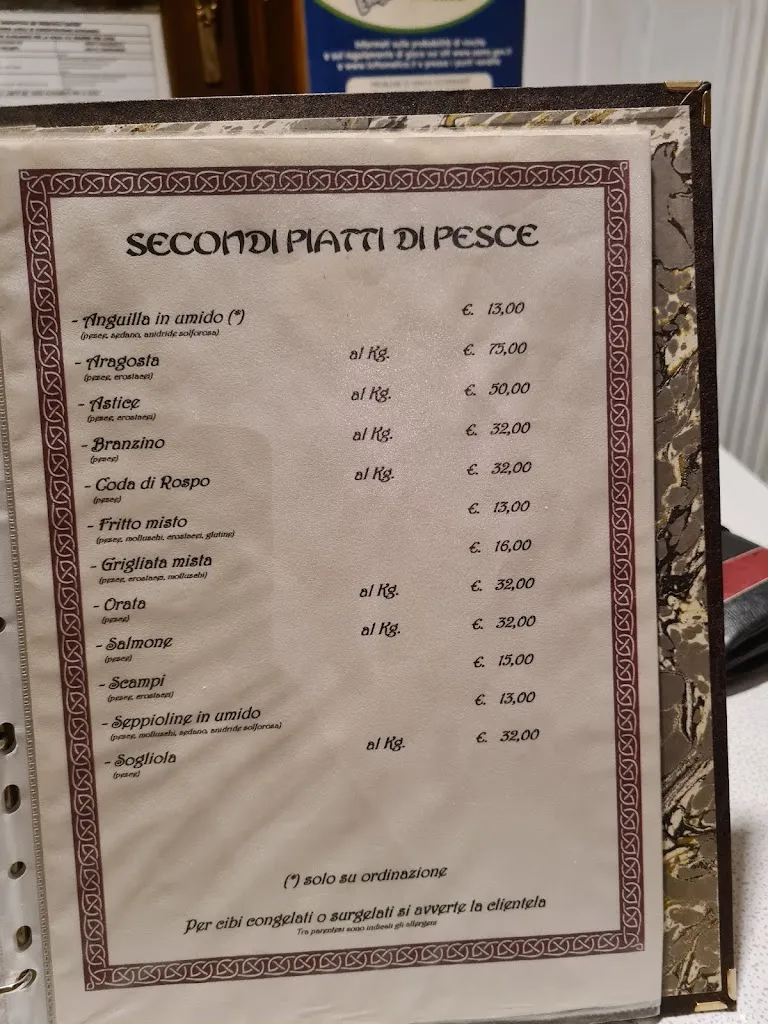 SECONDI PIATTI DI PESCE
- Anguilla in umido (*) €. 13,00
(pesce, sedano, anidride solforosa)
- Aragosta al Kg. €. 75,00
(pesce, crostacei)
- Astice al Kg. €. 50,00
(pesce, crostacei)
- Branzino al Kg. €. 32,00
(pesce)
- Coda di Rospo al Kg. €. 32,00
(pesce)
- Fritto misto €. 13,00
(pesce, molluschi, crostacei, glutine)
- Grigliata mista €. 16,00
(pesce, crostacei, molluschi)
- Orata al Kg. €. 32,00
(pesce)
- Salmone al Kg. €. 32,00
(pesce)
- Scampi €. 15,00
(pesce, crostacei)
- Seppioline in umido €. 13,00
(pesce, molluschi, sedano, anidride solforosa)
- Sogliola al Kg. €. 32,00
(pesce)
(*) solo su ordinazione
Per cibi congelati o surgelati si avverte la clientela
Tra parentesi sono indicati gli allergeni